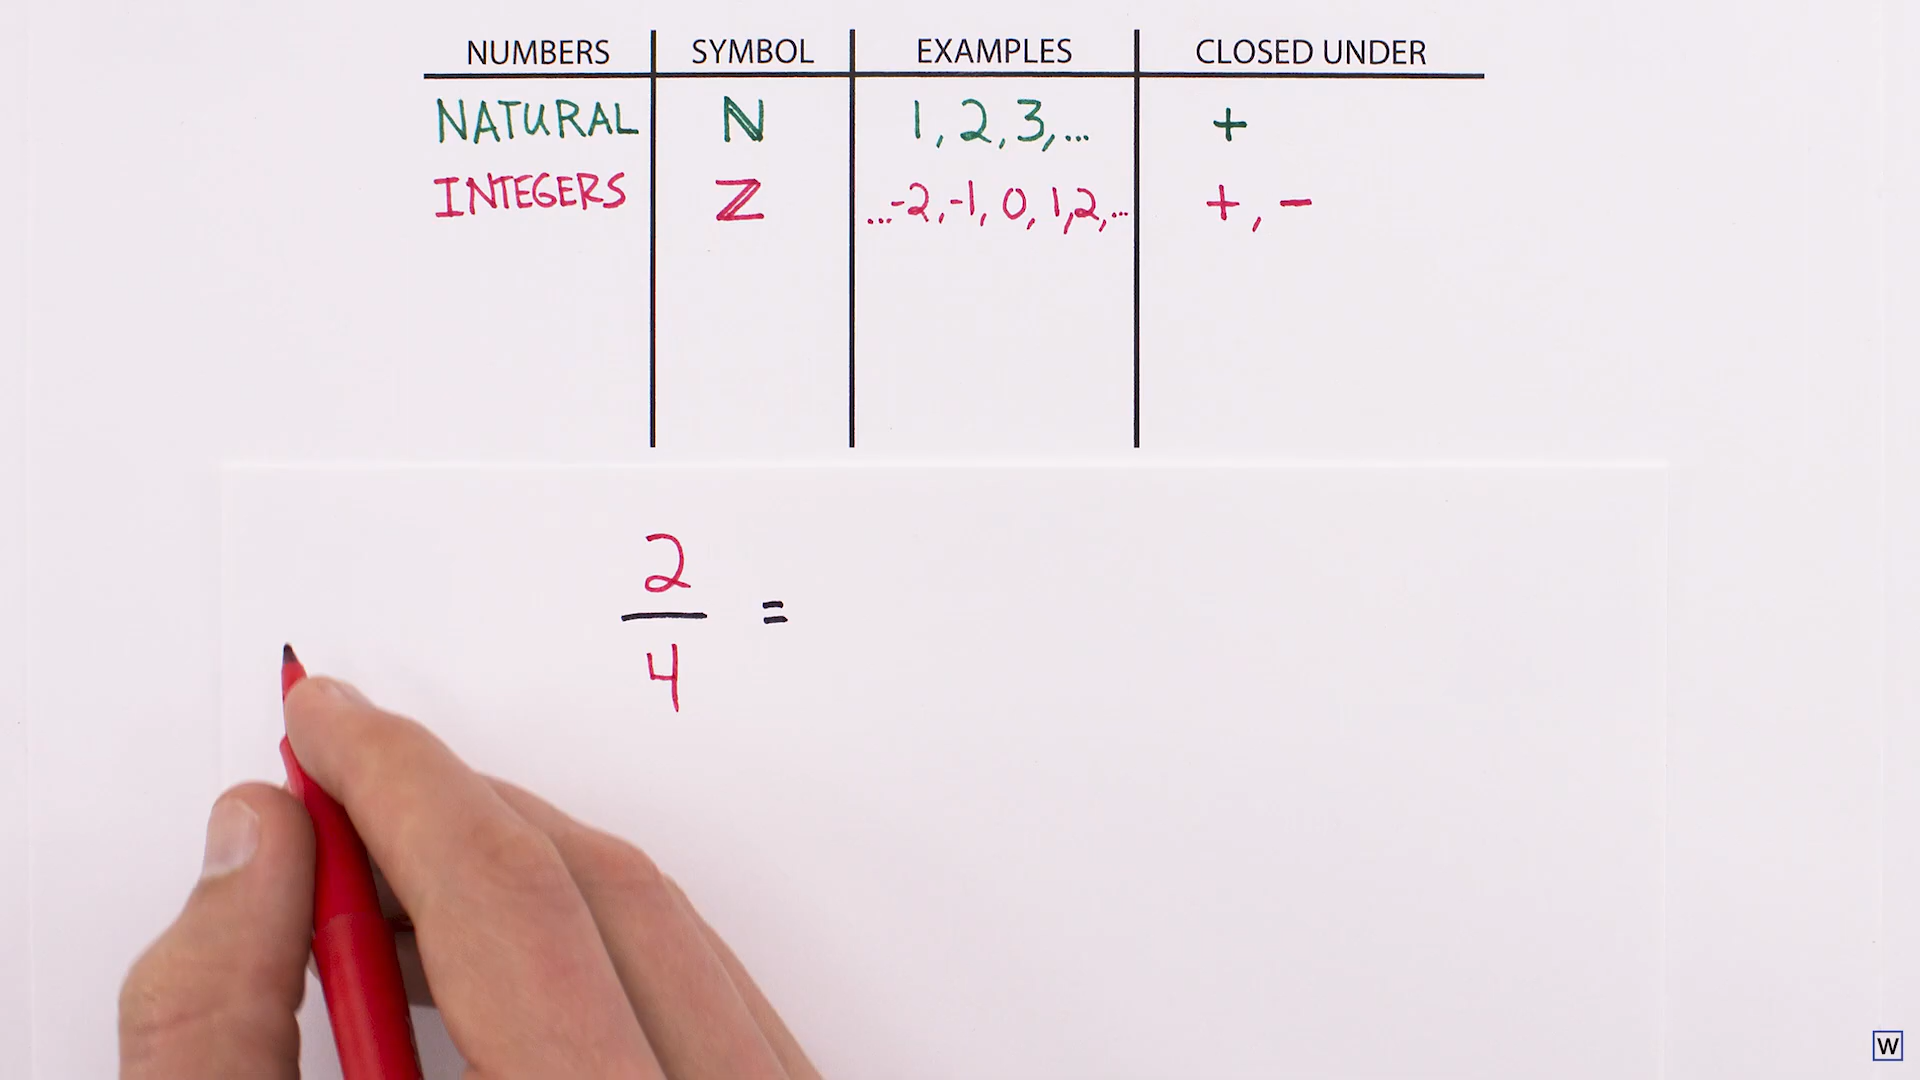 NUMBERS SYMBOL EXAMPLES CLOSED UNDER
NATURAL ℕ 1, 2, 3, ... +
INTEGERS ℤ ...-2, -1, 0, 1, 2, ... +, -
2
— =
4
W